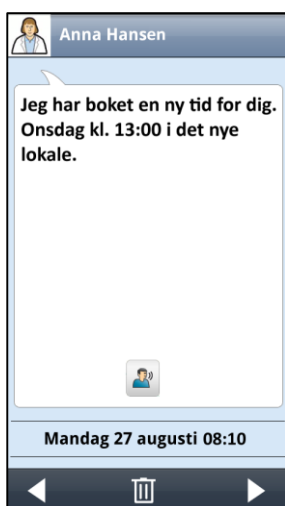 Anna Hansen
Jeg har boket en ny tid for dig.
Onsdag kl. 13:00 i det nye
lokale.
Mandag 27 augusti 08:10